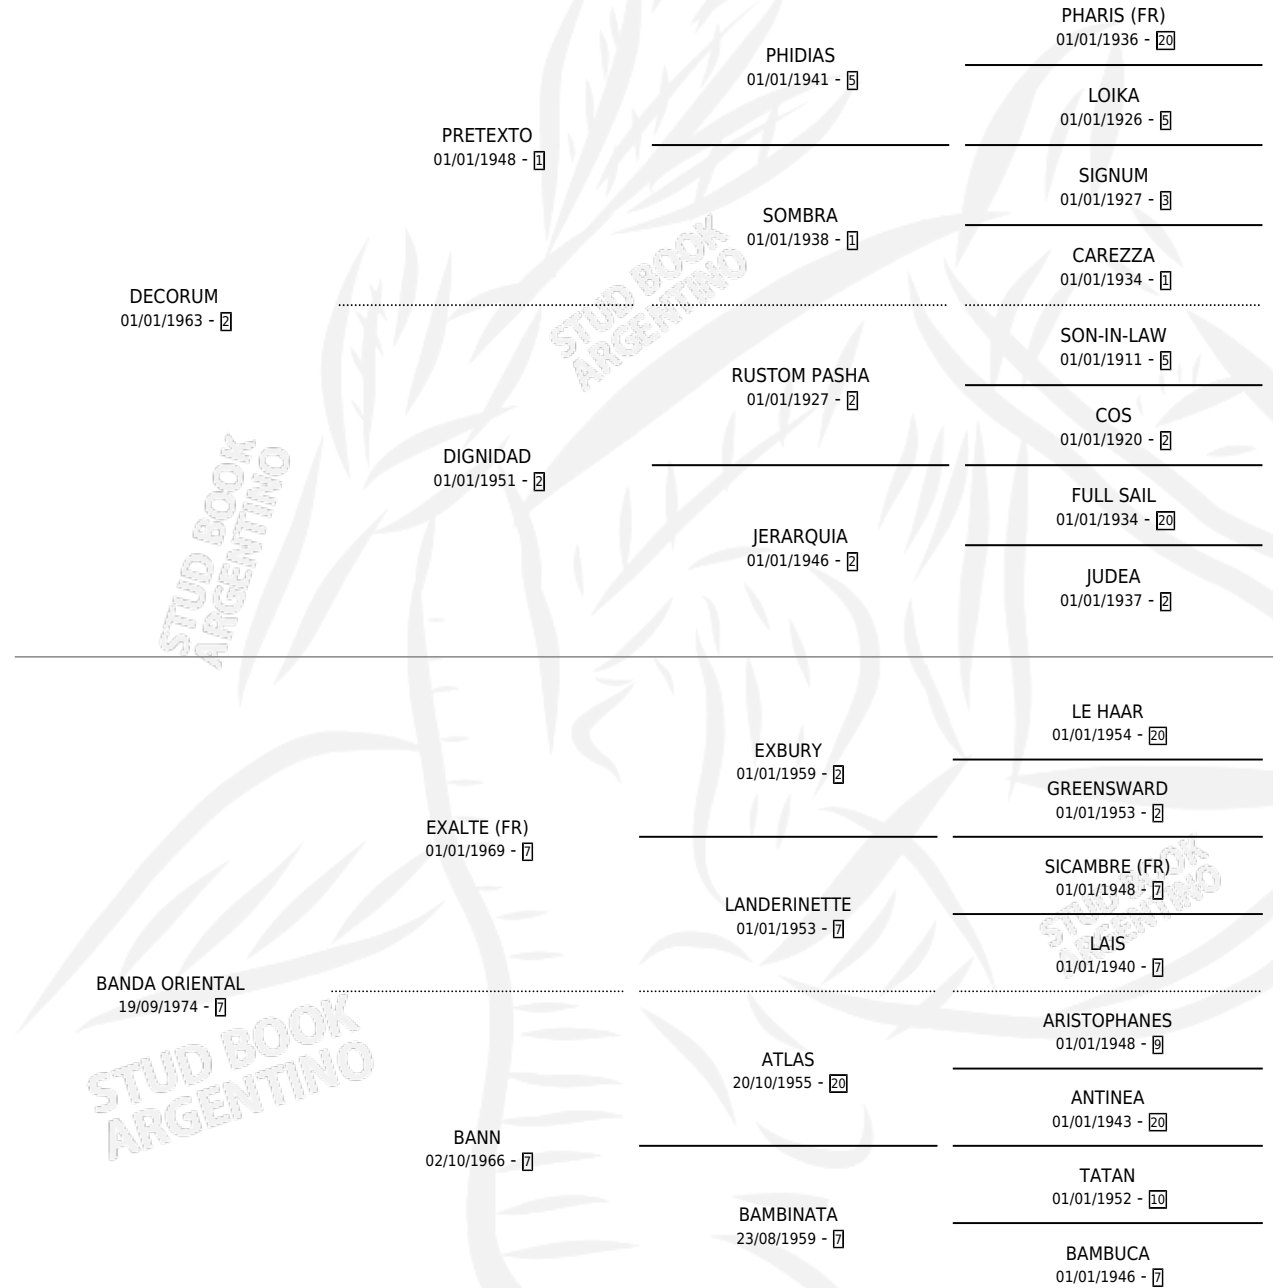 PHARIS (FR)
01/01/1936 - 20
PHIDIAS
01/01/1941 - 5
LOIKA
01/01/1926 - 5
PRETEXTO
01/01/1948 - 1
SIGNUM
01/01/1927 - 3
SOMBRA
01/01/1938 - 1
CAREZZA
01/01/1934 - 1
DECORUM
01/01/1963 - 2
SON-IN-LAW
01/01/1911 - 5
RUSTOM PASHA
01/01/1927 - 2
COS
01/01/1920 - 2
DIGNIDAD
01/01/1951 - 2
FULL SAIL
01/01/1934 - 20
JERARQUIA
01/01/1946 - 2
JUDEA
01/01/1937 - 2
LE HAAR
01/01/1954 - 20
EXBURY
01/01/1959 - 2
GREENSWARD
01/01/1953 - 2
EXALTE (FR)
01/01/1969 - 7
SICAMBRE (FR)
01/01/1948 - 7
LANDERINETTE
01/01/1953 - 7
LAIS
01/01/1940 - 7
BANDA ORIENTAL
19/09/1974 - 7
ARISTOPHANES
01/01/1948 - 9
ATLAS
20/10/1955 - 20
ANTINEA
01/01/1943 - 20
BANN
02/10/1966 - 7
TATAN
01/01/1952 - 10
BAMBINATA
23/08/1959 - 7
BAMBUCA
01/01/1946 - 7
STUD BOOK
ARGENTINO
STUD BOOK
ARGENTINO
STUD BOOK
ARGENTINO
STUD BOOK
ARGENTINO